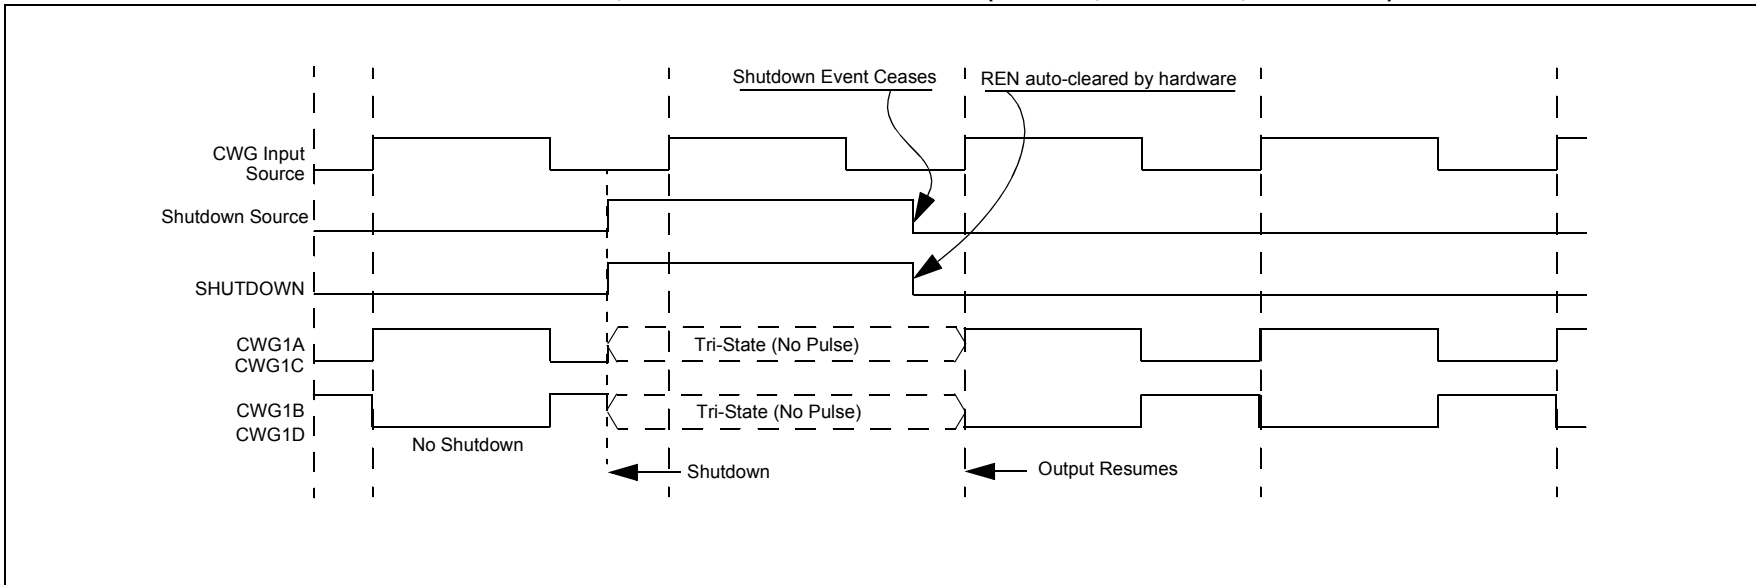 Shutdown Event Ceases
REN auto-cleared by hardware
CWG Input
Source
Shutdown Source
SHUTDOWN
CWG1A
CWG1C
Tri-State (No Pulse)
CWG1B
CWG1D
Tri-State (No Pulse)
No Shutdown
Shutdown
Output Resumes